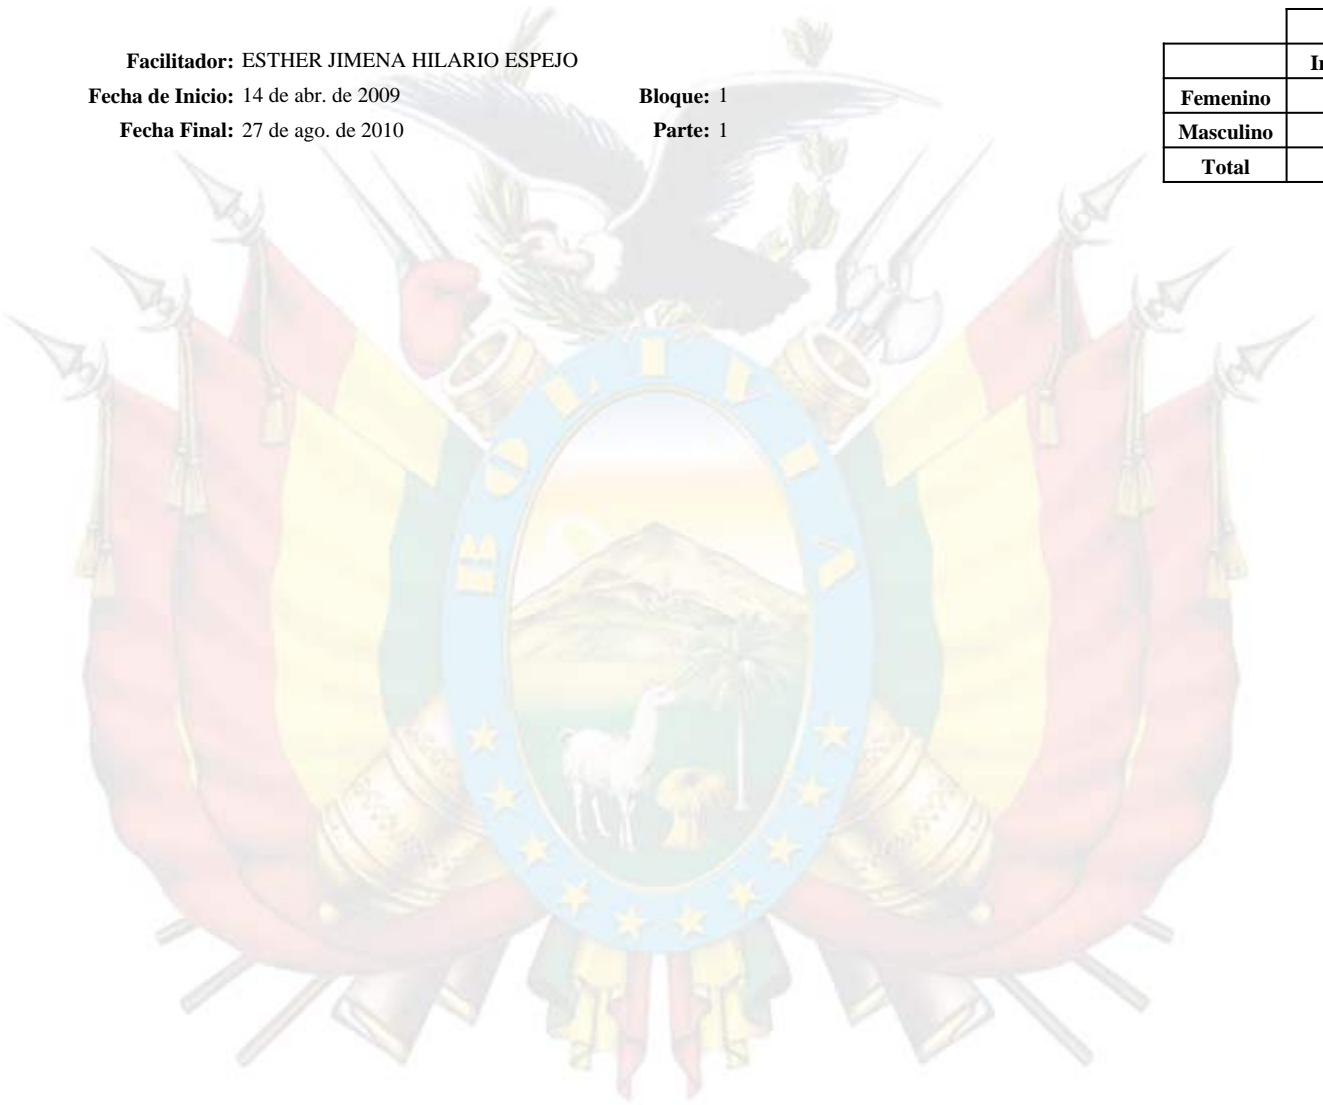 Facilitador: ESTHER JIMENA HILARIO ESPEJO
Fecha de Inicio: 14 de abr. de 2009 Bloque: 1
Fecha Final: 27 de ago. de 2010 Parte: 1
Femenino
Masculino
Total
BOLIVIA